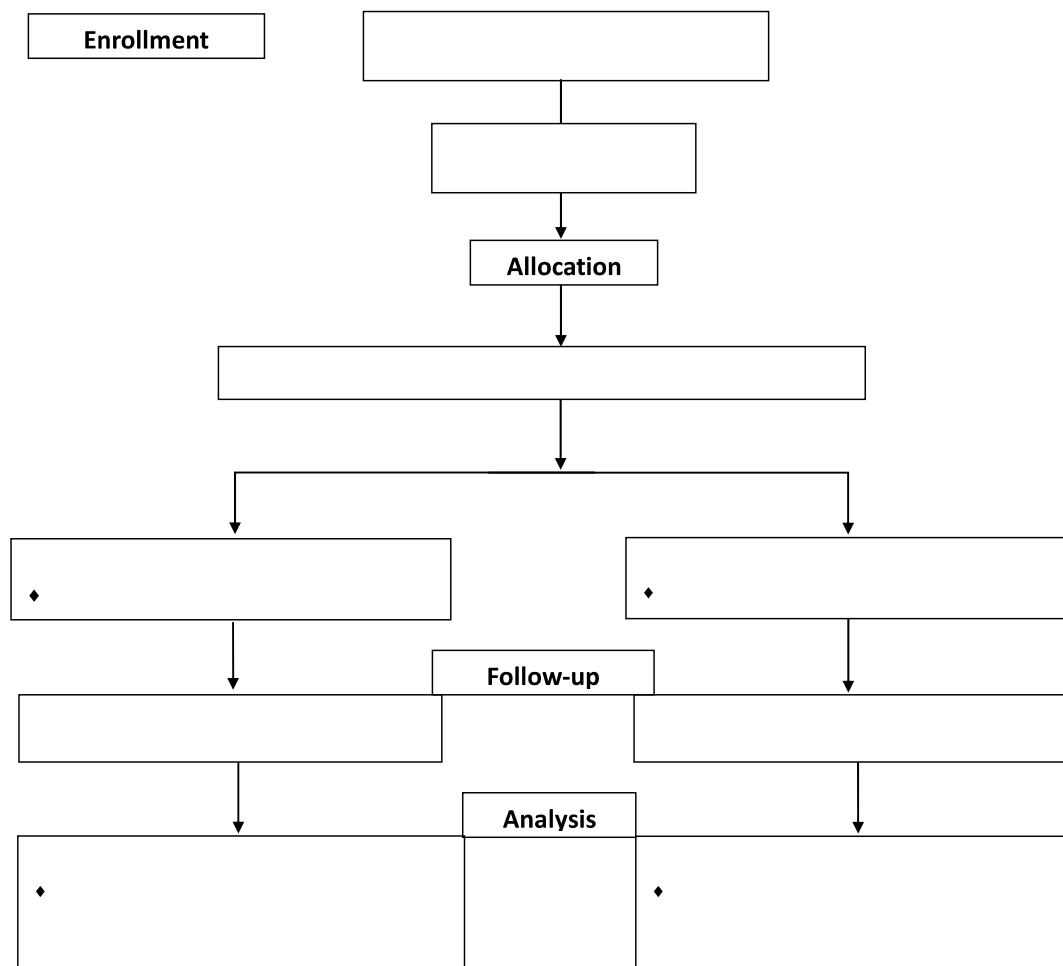 Enrollment
Allocation
♦
♦
Follow-up
Analysis
♦
♦